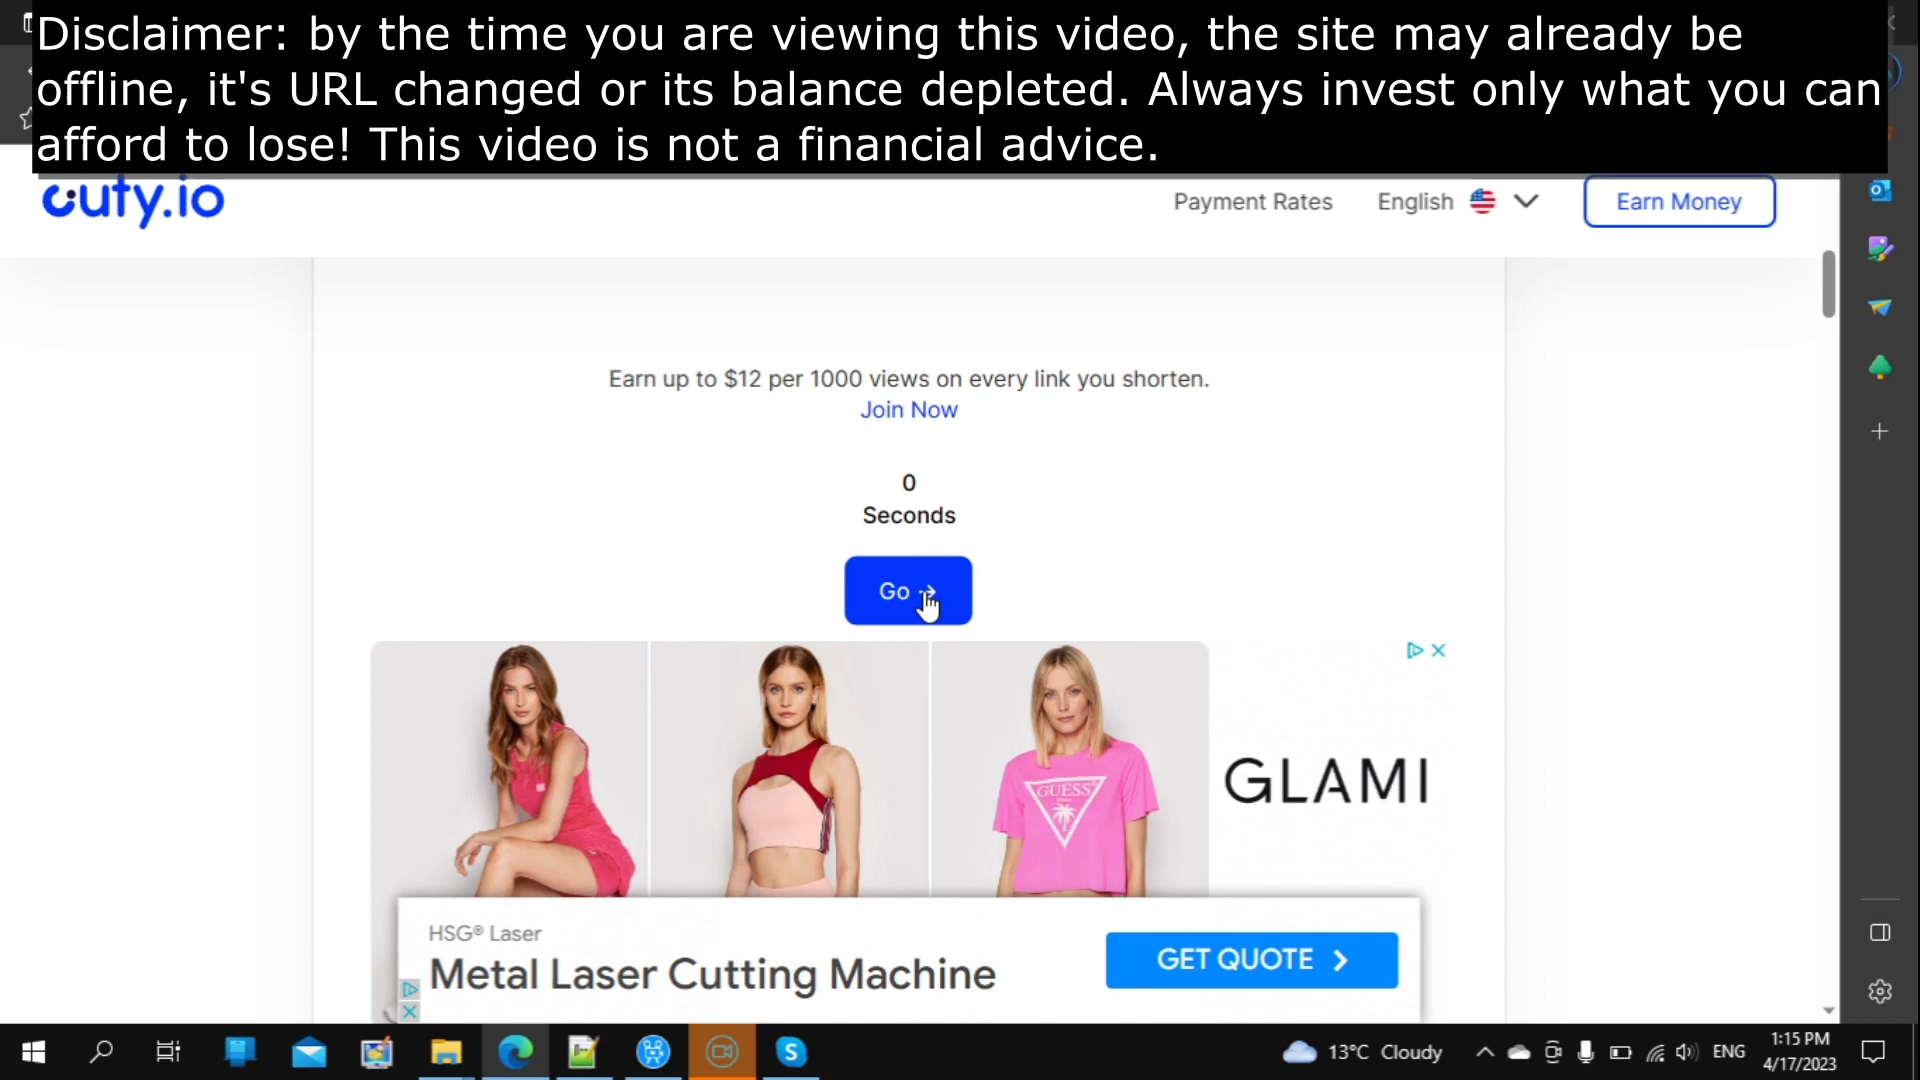 Disclaimer: by the time you are viewing this video, the site may already be
offline, it's URL changed or its balance depleted. Always invest only what you can
afford to lose! This video is not a financial advice.
cuty.io
Payment Rates
English
Earn Money
Earn up to $12 per 1000 views on every link you shorten.
Join Now
0
Seconds
Go
GUESS
GLAMI
HSG® Laser
Metal Laser Cutting Machine
GET QUOTE
13°C Cloudy
ENG
1:15 PM
4/17/2023